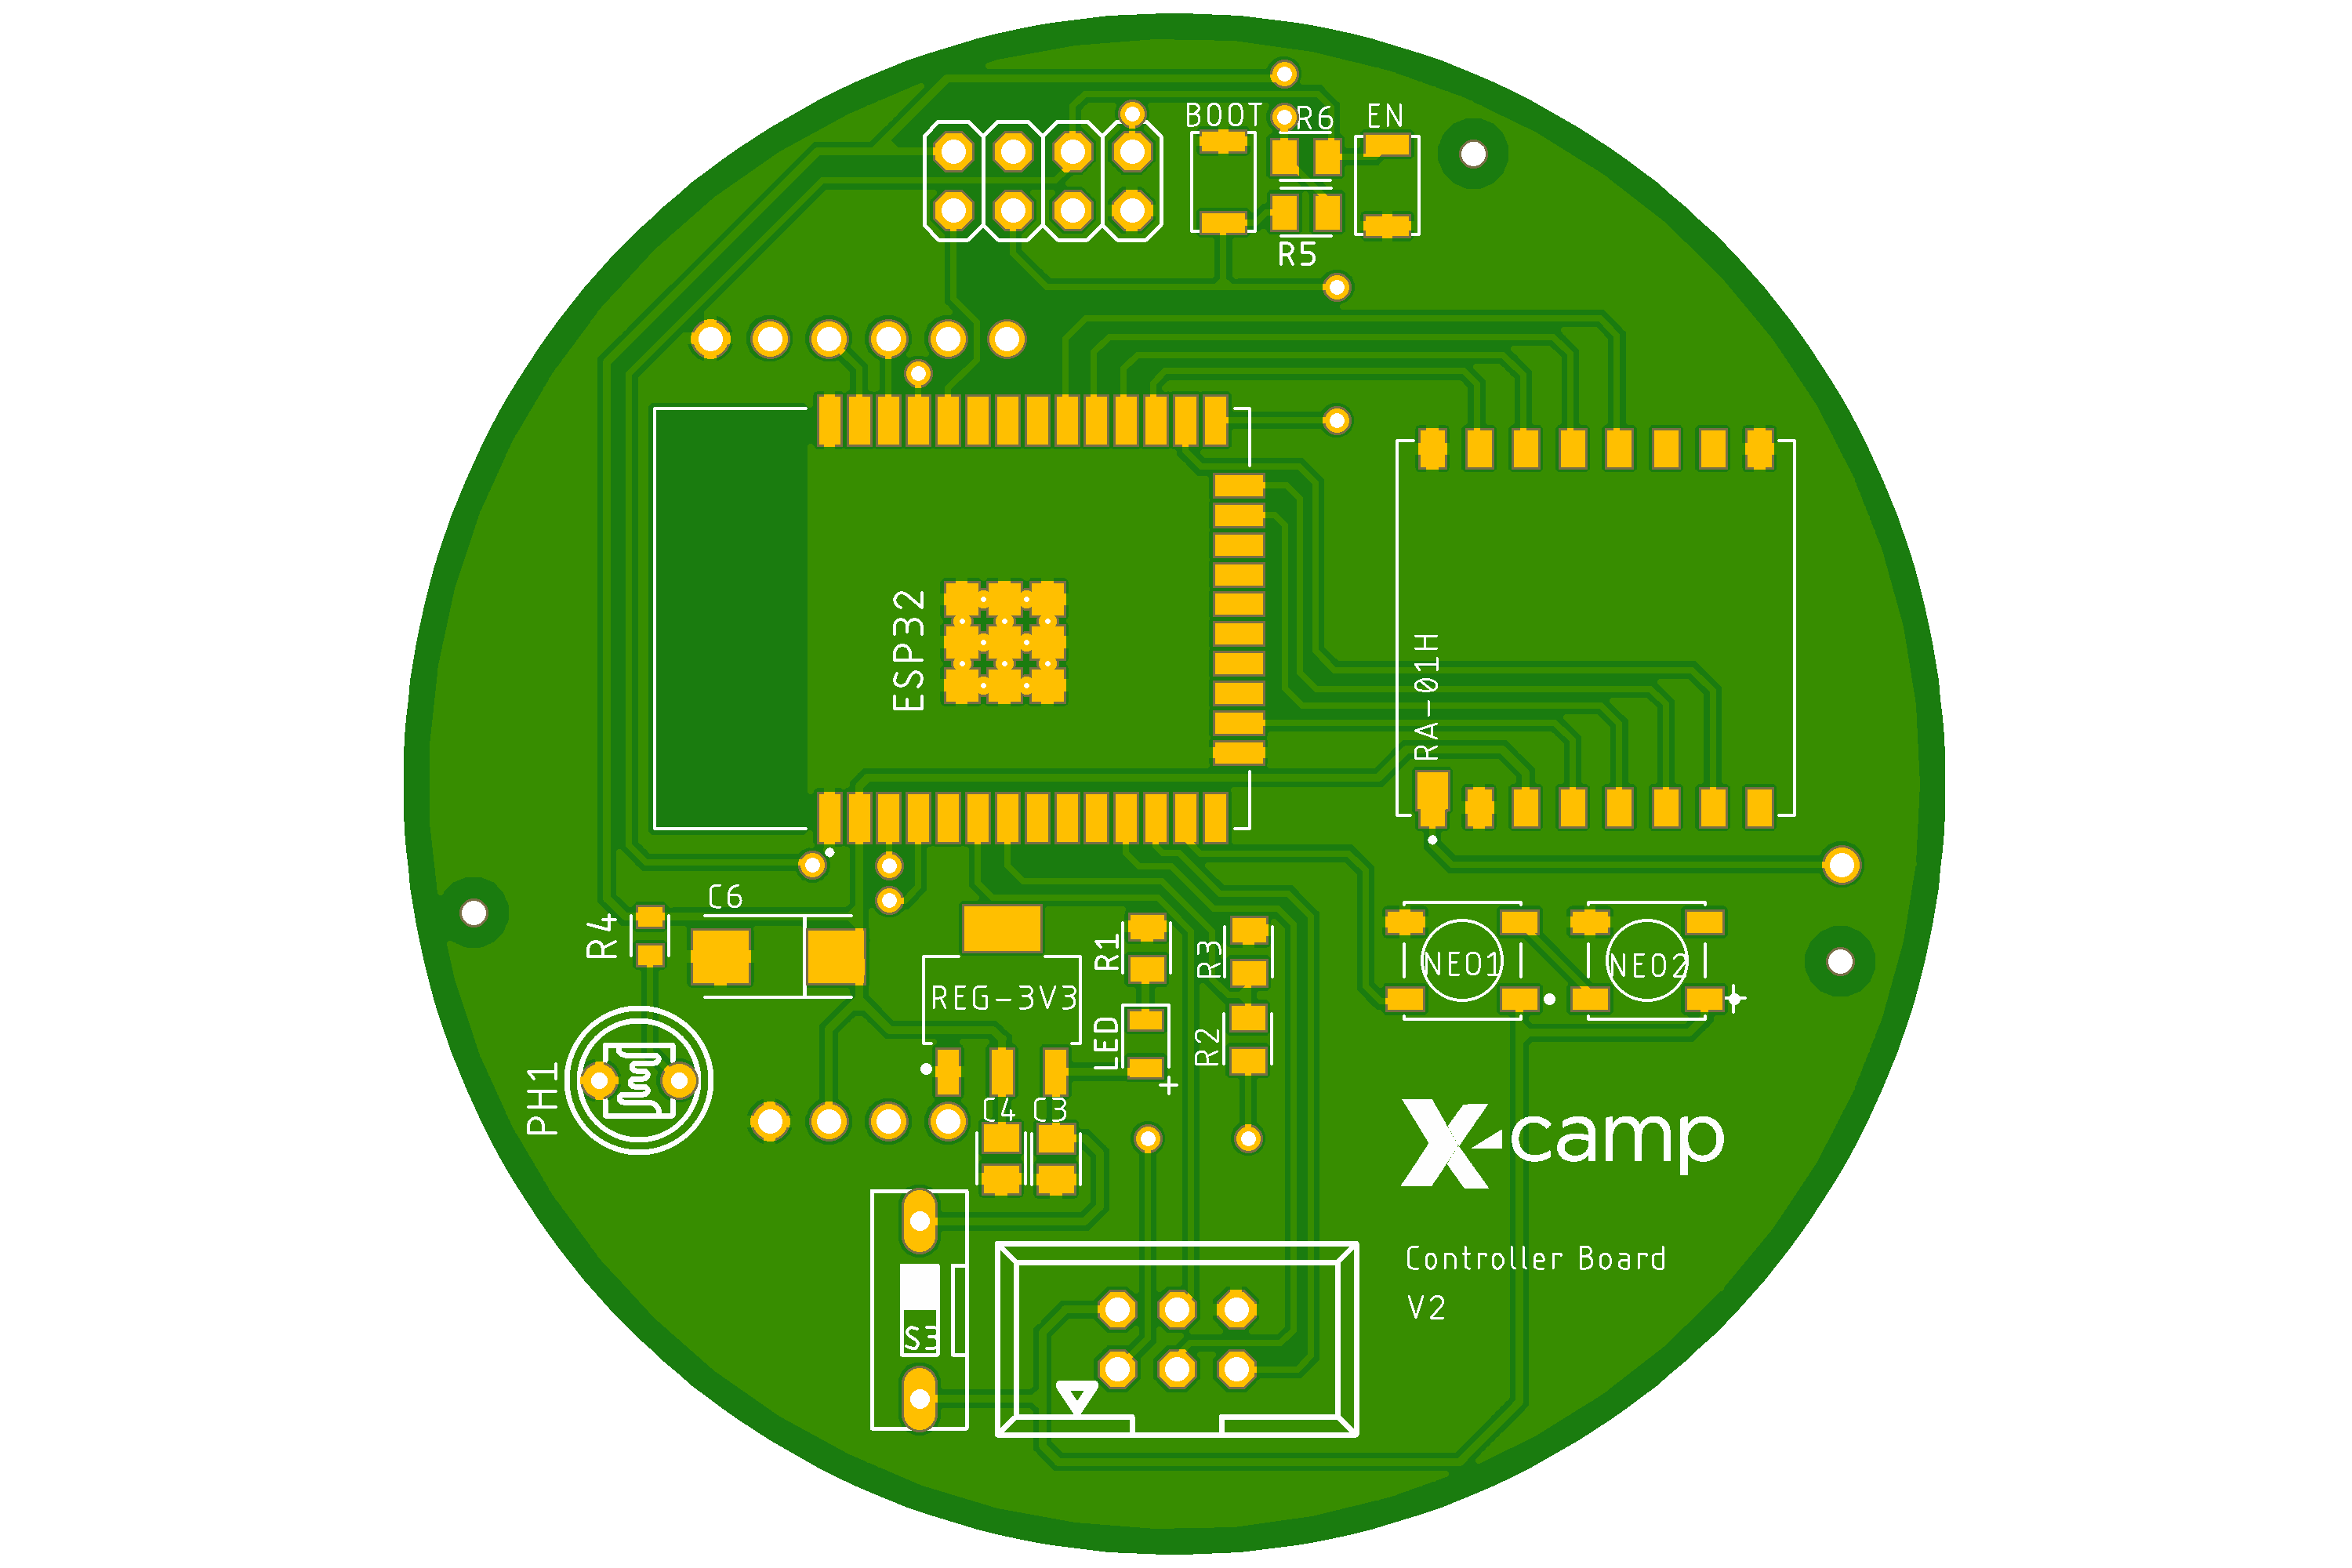 BOOT
R6
EN
R5
ESP32
RA-01H
C6
R4
R1
R3
NEO1
NEO2
REG-3V3
LED
R2
PH1
C4
C3
X-camp
S3
Controller Board
V2